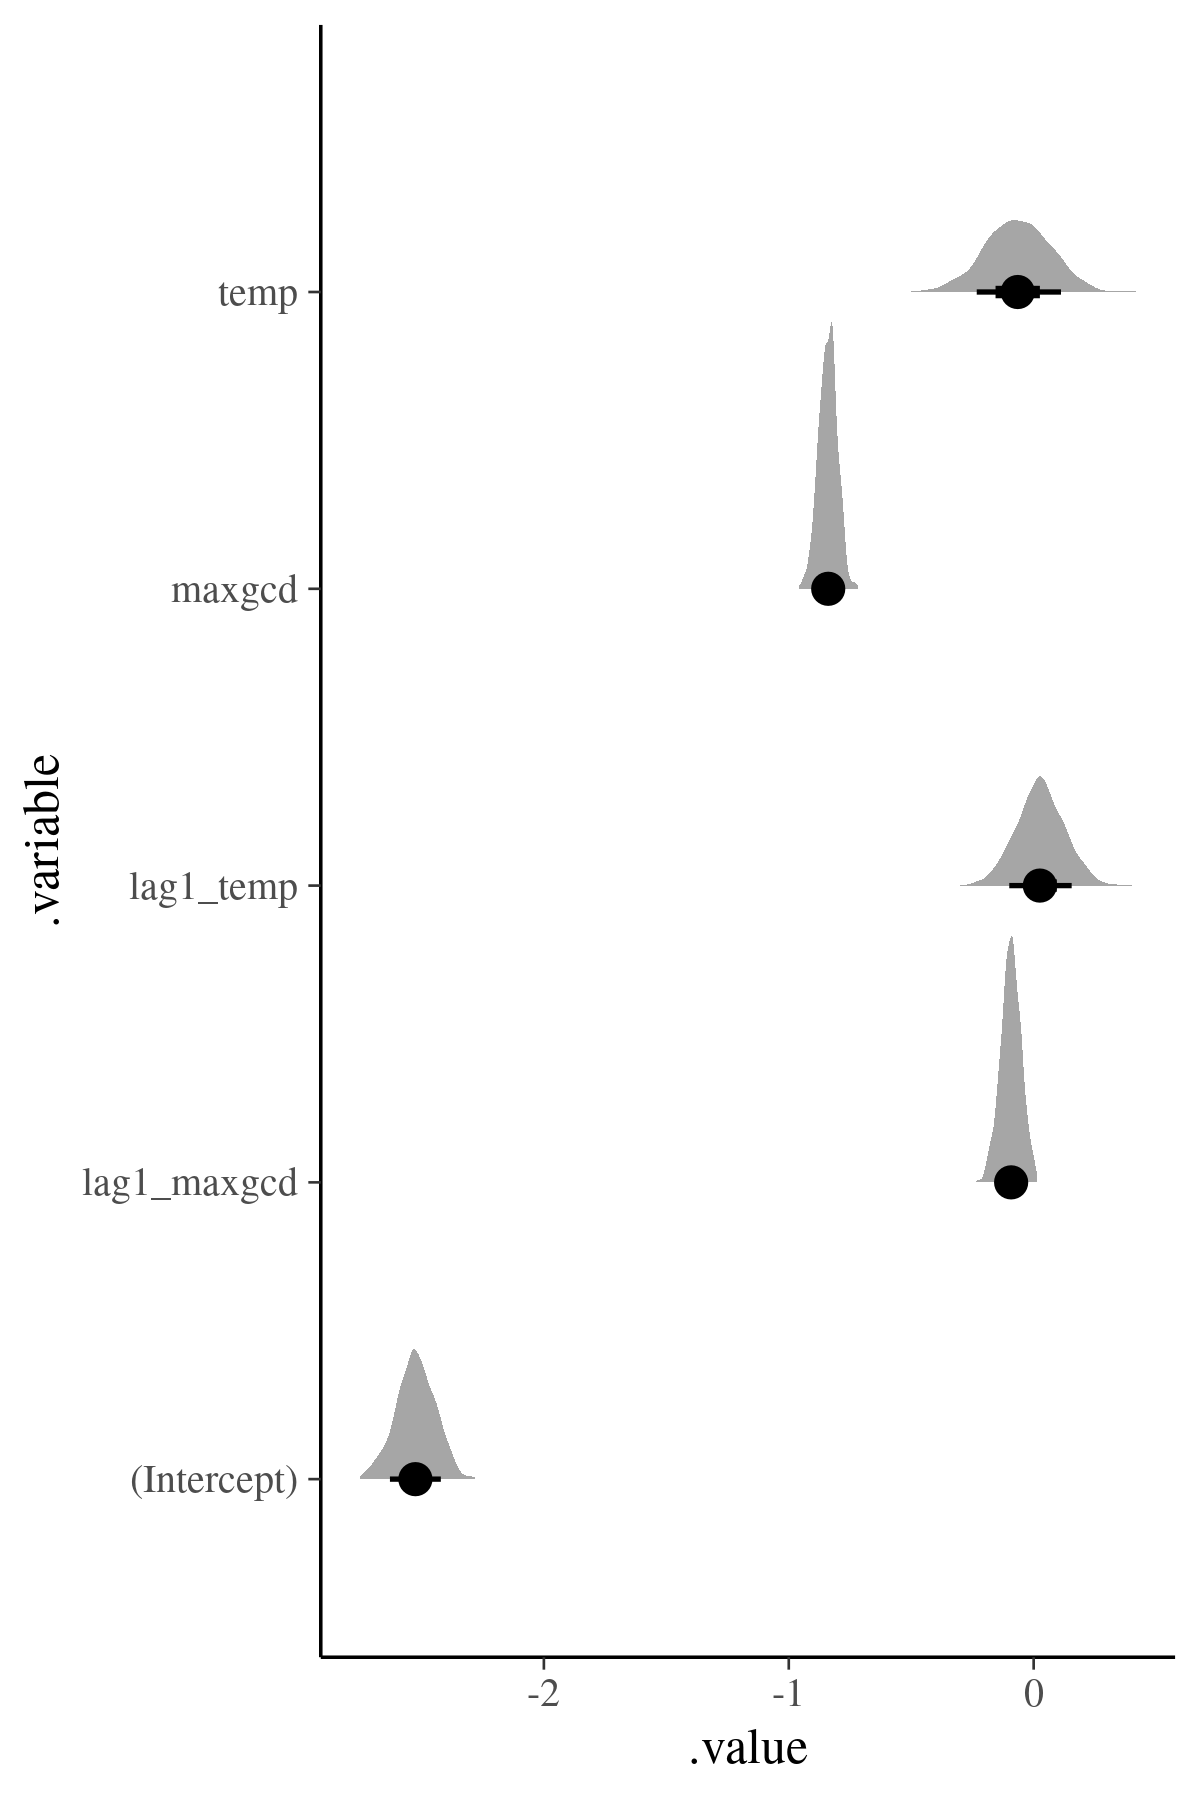 temp
maxgcd
lag1_temp
lag1_maxgcd
(Intercept)
.variable
-2 -1 0
.value